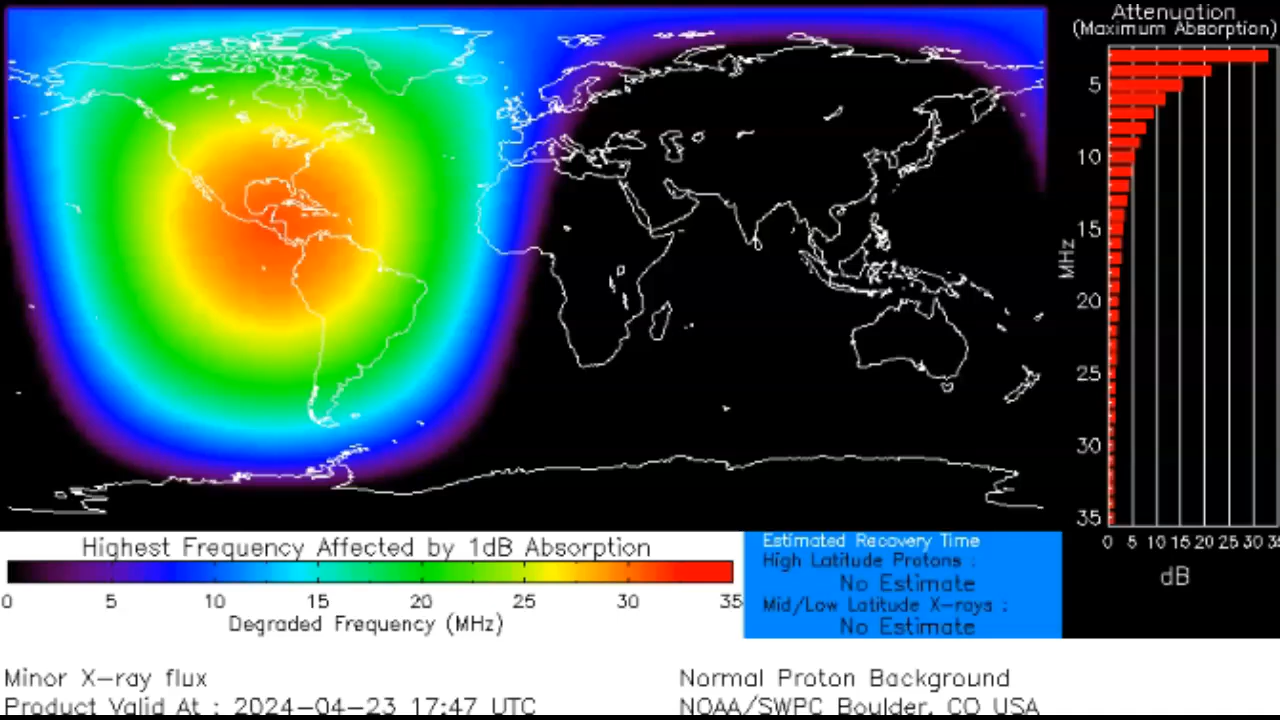 Attenuation
(Maximum Absorption)
5
10
15
20
25
30
35
MHz
0 5 10 15 20 25 30
dB
Highest Frequency Affected by 1dB Absorption
0 5 10 15 20 25 30 35
Degraded Frequency (MHz)
Estimated Recovery Time
High Latitude Protons :
No Estimate
Mid/Low Latitude X-rays :
No Estimate
Minor X-ray flux
Normal Proton Background
Product Valid At : 2024-04-23 17:47 UTC
NOAA/SWPC Boulder, CO USA